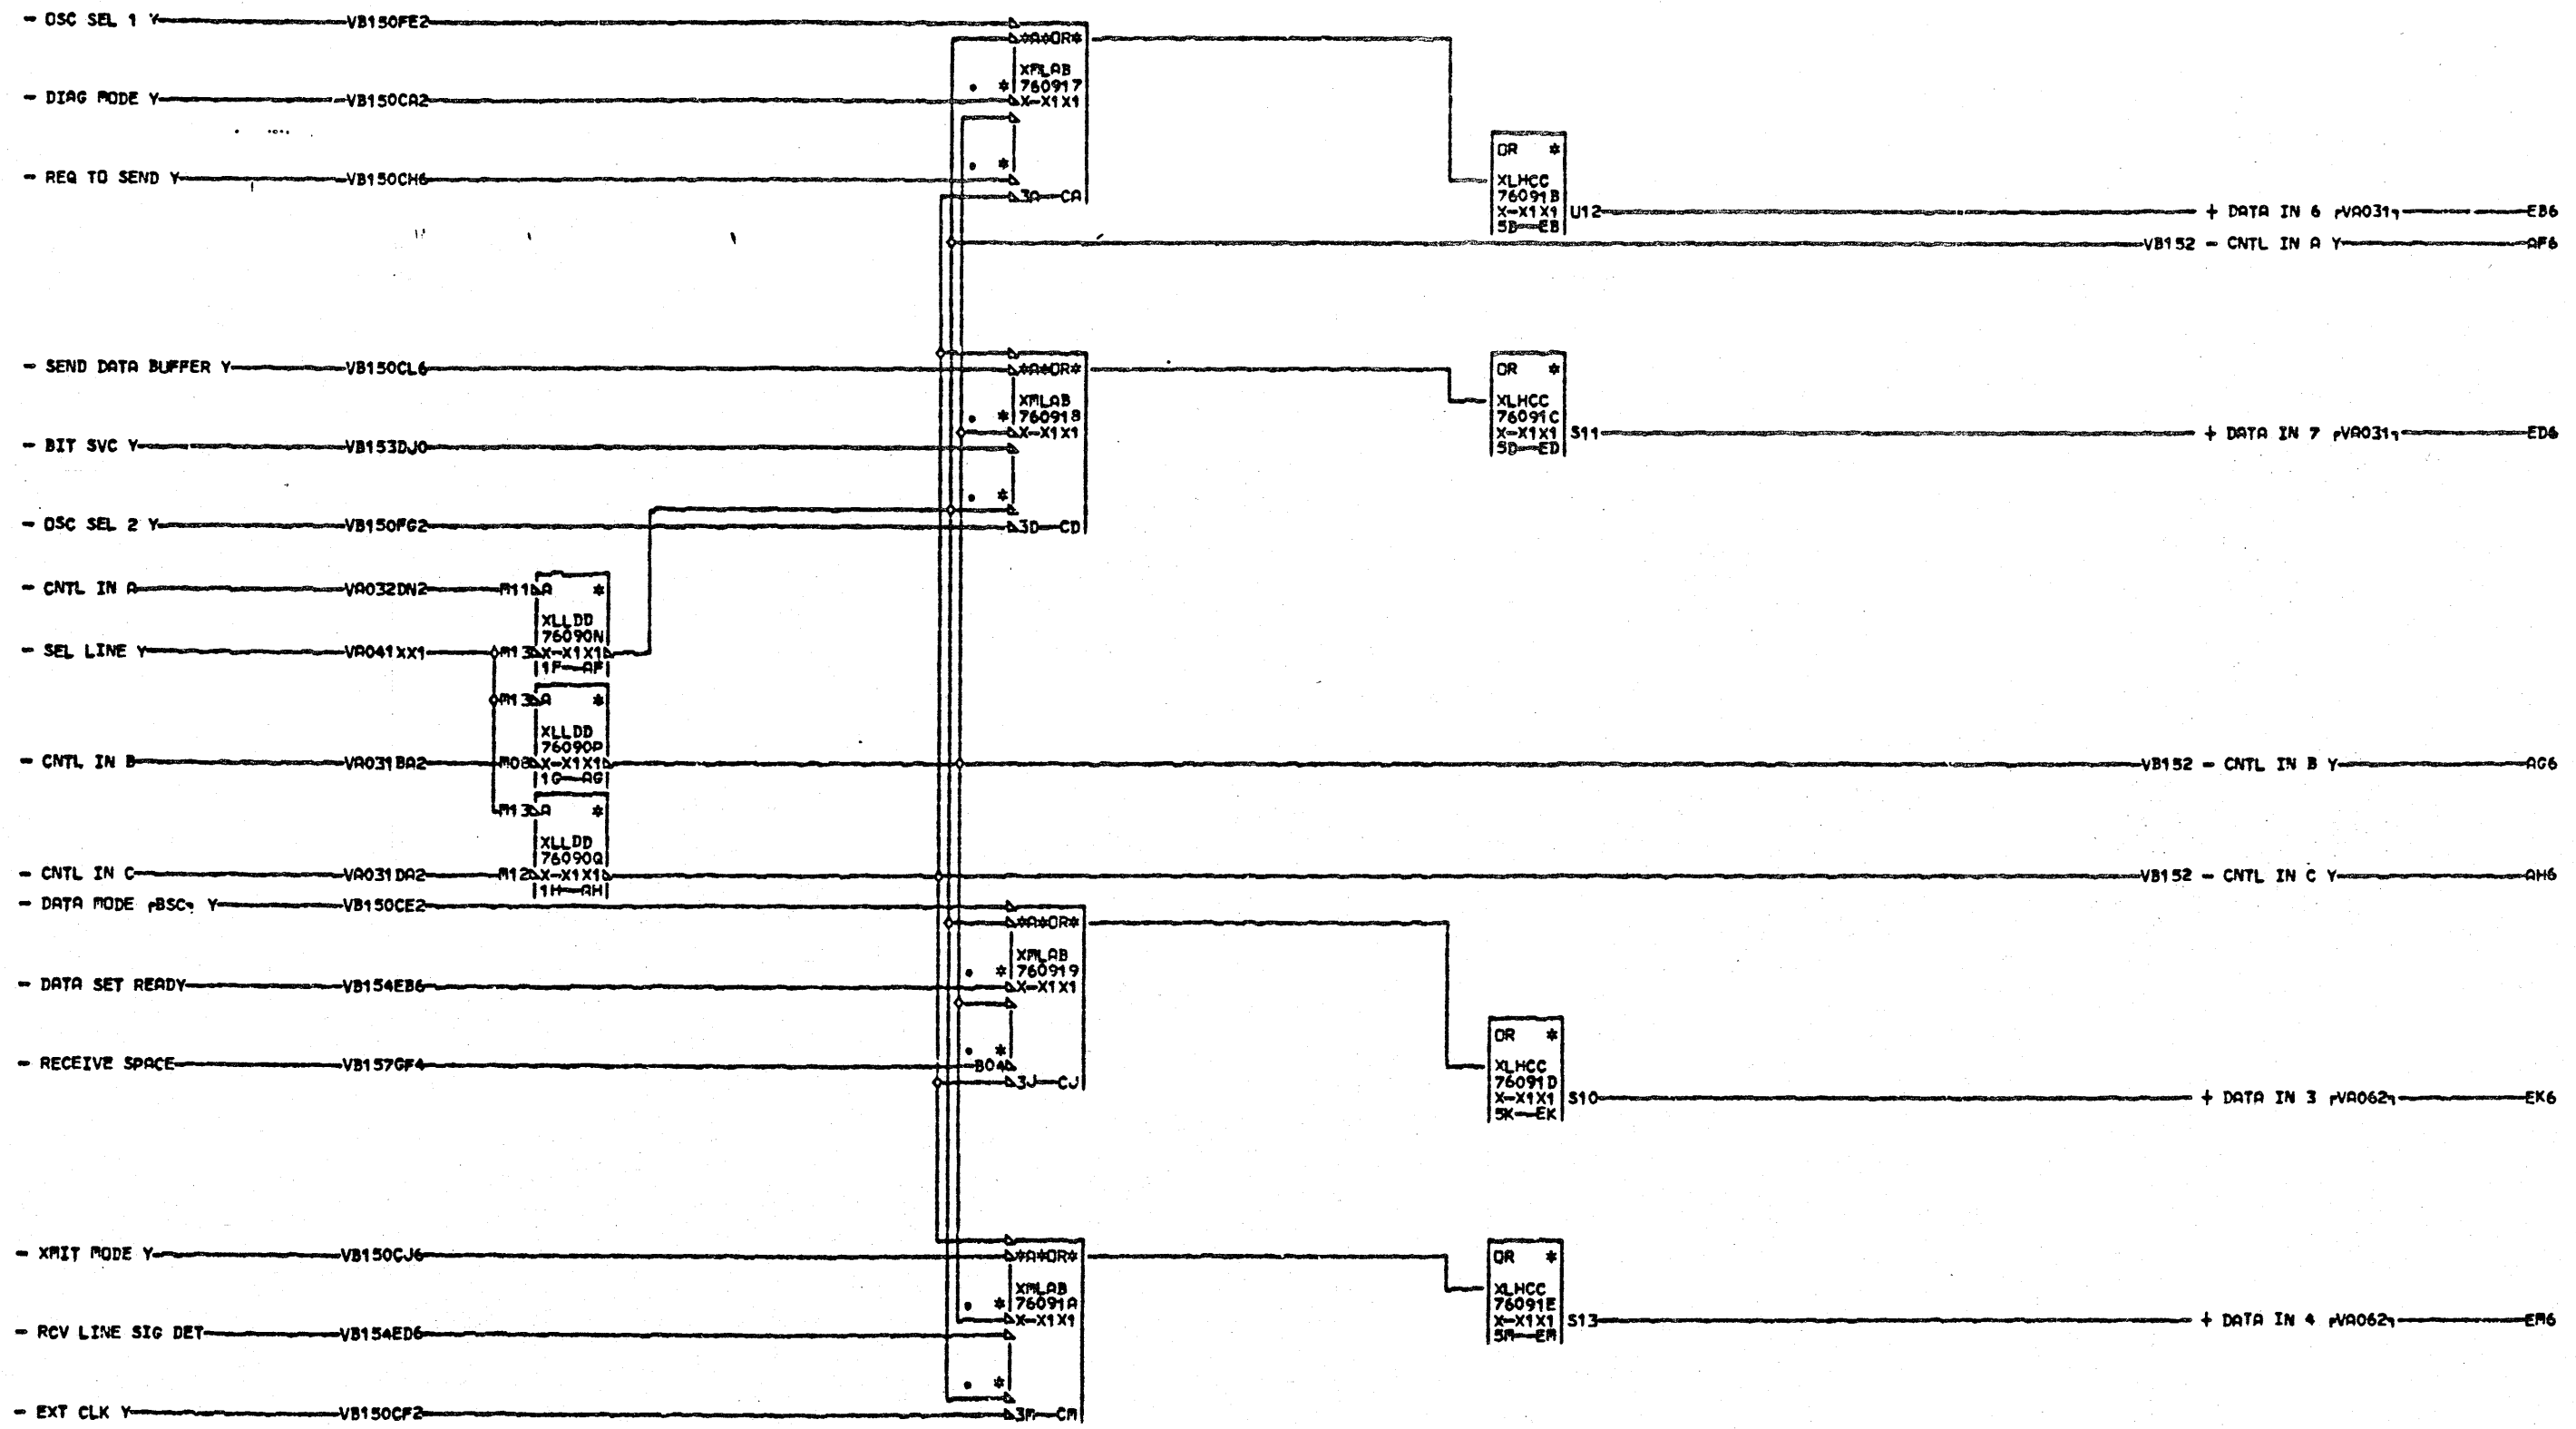 - OSC SEL 1 Y VB150FE2
*A*OR*
XMLAB
* 760917
- DIAG MODE Y VB150CA2 X-X1X1
*
- REQ TO SEND Y VB150CH6
3A CA
OR *
XLHCC
76091B
X-X1X1 U12 + DATA IN 6 VA031 EB6
5B EB
VB152 - CNTL IN A Y AF6
- SEND DATA BUFFER Y VB150CL6 *A*OR*
XMLAB
* 760918
X-X1X1
- BIT SVC Y VB153DJ0
*
- OSC SEL 2 Y VB150FG2 3D CD
OR *
XLHCC
76091C
X-X1X1 S11 + DATA IN 7 VA031 ED6
5D ED
- CNTL IN A VA032DN2 M11 A *
XLLDD
76090N
- SEL LINE Y VA041XX1 M13 X-X1X1
1F AF
M13 A *
XLLDD
76090P
- CNTL IN B VA031BA2 M08 X-X1X1 VB152 - CNTL IN B Y AG6
1G AG
M13 A *
XLLDD
76090Q
- CNTL IN C VA031DA2 M12 X-X1X1 VB152 - CNTL IN C Y AH6
1H AH
- DATA MODE BSC Y VB150CE2
*A*OR*
XMLAB
* 760919
- DATA SET READY VB154EB6 X-X1X1
*
- RECEIVE SPACE VB157GF4 B04
3J CJ
OR *
XLHCC
76091D
X-X1X1 S10 + DATA IN 3 VA062 EK6
5K EK
- XMIT MODE Y VB150CJ6 *A*OR*
XMLAB
* 76091A
X-X1X1
- RCV LINE SIG DET VB154ED6
*
- EXT CLK Y VB150CF2 3M CM
OR *
XLHCC
76091E
X-X1X1 S13 + DATA IN 4 VA062 EM6
5M EM